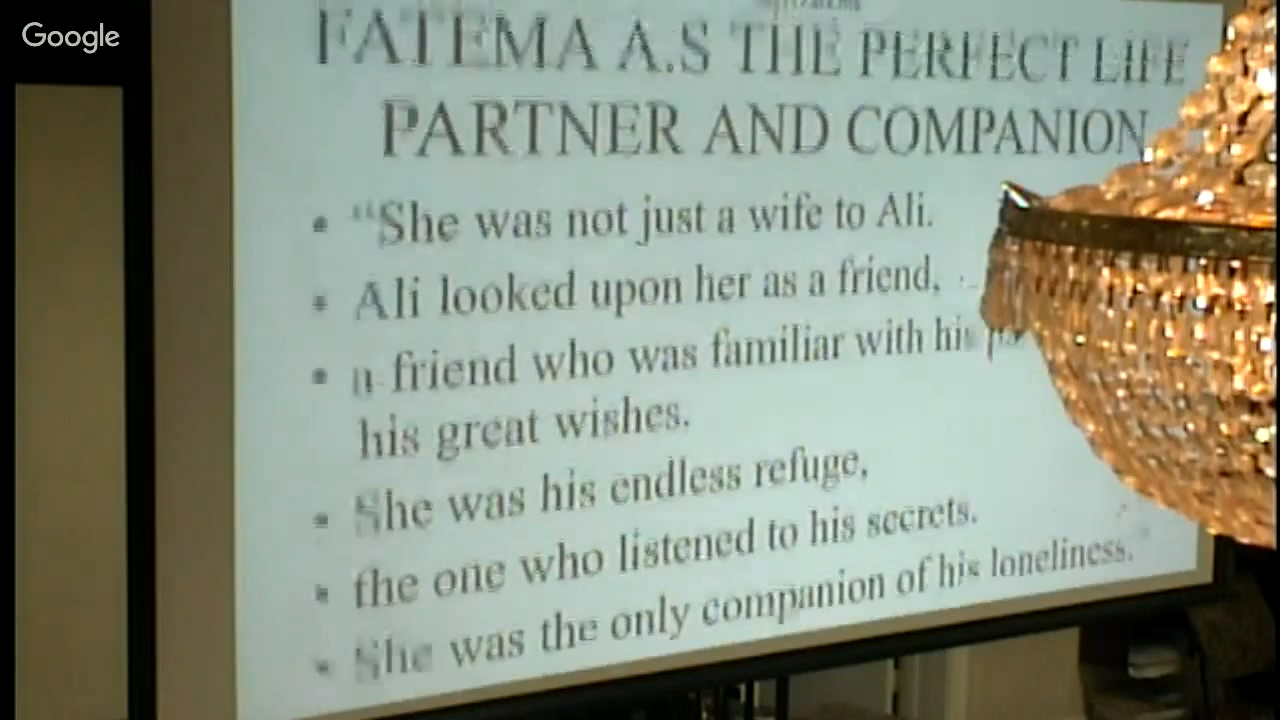 Google
FATEMA A.S THE PERFECT LIFE
PARTNER AND COMPANION
• "She was not just a wife to Ali.
• Ali looked upon her as a friend,
• a friend who was familiar with his
his great wishes.
• She was his endless refuge,
• the one who listened to his secrets.
• She was the only companion of his loneliness."